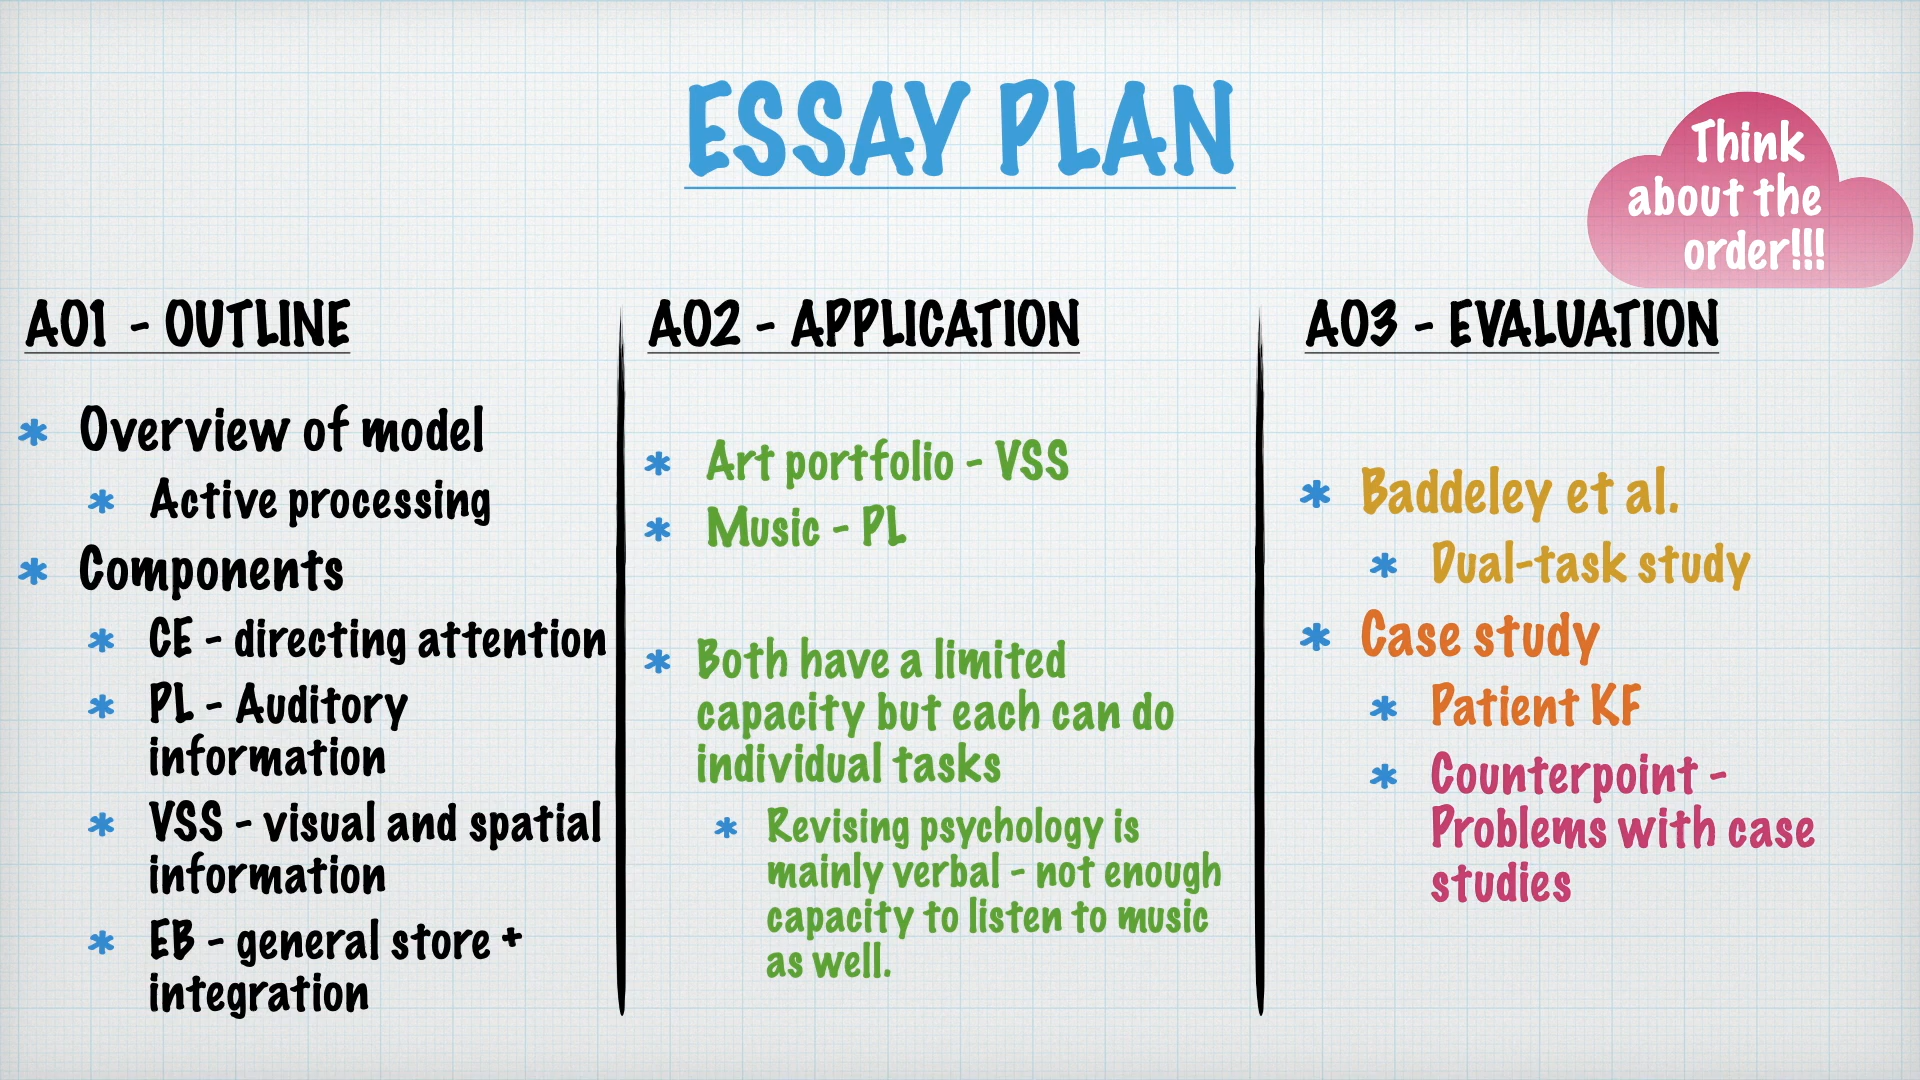 ESSAY PLAN
Think
about the
order!!!
AO1 - OUTLINE
* Overview of model
* Active processing
* Components
* CE - directing attention
* PL - Auditory
information
* VSS - visual and spatial
information
* EB - general store +
integration
AO2 - APPLICATION
* Art portfolio - VSS
* Music - PL
* Both have a limited
capacity but each can do
individual tasks
* Revising psychology is
mainly verbal - not enough
capacity to listen to music
as well.
AO3 - EVALUATION
* Baddeley et al.
* Dual-task study
* Case study
* Patient KF
* Counterpoint -
Problems with case
studies